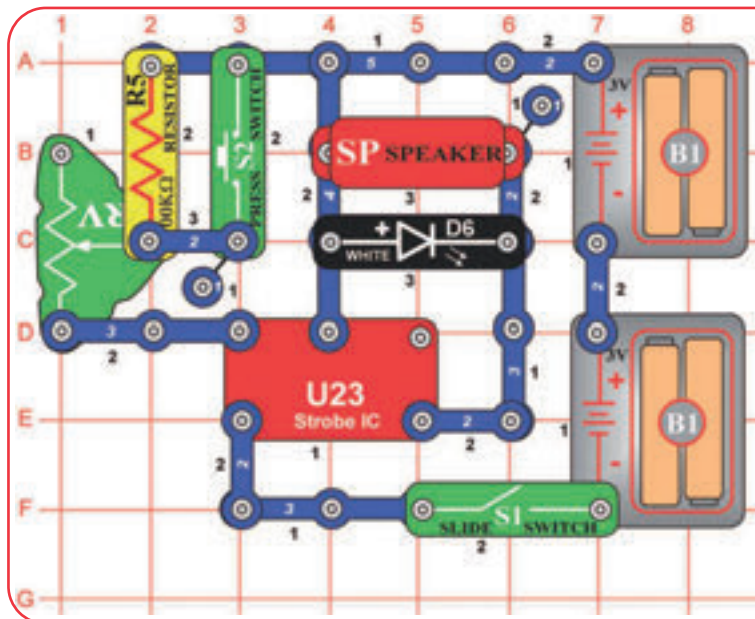 1 2 3 4 5 6 7 8
1 2
A 5 2
R5 RESISTOR 00KΩ
2
S2 PRESS SWITCH
2
1 1
3V
+
-
B1
1
1
B
SP SPEAKER
2 4 3 2 2
RV
3
2
C
+ D6
WHITE
3
1 1
2 2
D 3
2
U23
Strobe IC
1
3 1
3V
+
-
B1
1
E 2
2
2 2
F 3
1
S1
SLIDE SWITCH
2
G